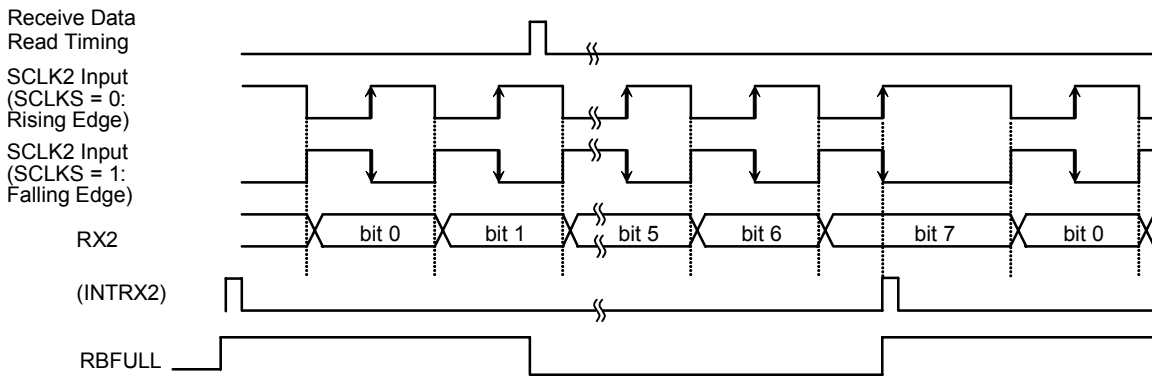 Receive Data
Read Timing
SCLK2 Input
(SCLKS = 0:
Rising Edge)
SCLK2 Input
(SCLKS = 1:
Falling Edge)
RX2
bit 0
bit 1
bit 5
bit 6
bit 7
bit 0
(INTRX2)
RBFULL